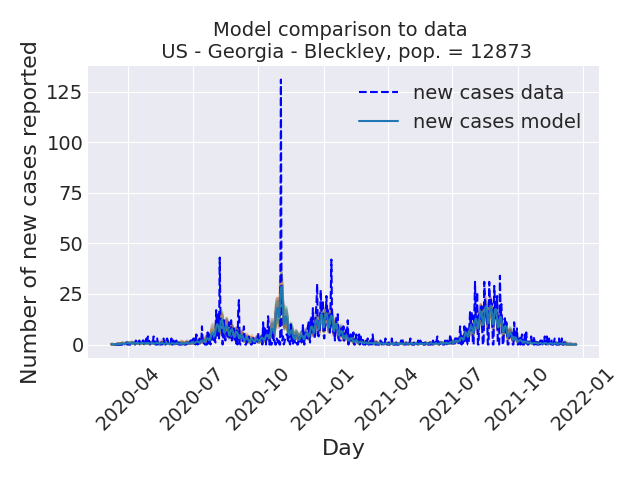 Model comparison to data
US - Georgia - Bleckley, pop. = 12873
Number of new cases reported
125
100
75
50
25
0
new cases data
new cases model
2020-04
2020-07
2020-10
2021-01
2021-04
2021-07
2021-10
2022-01
Day